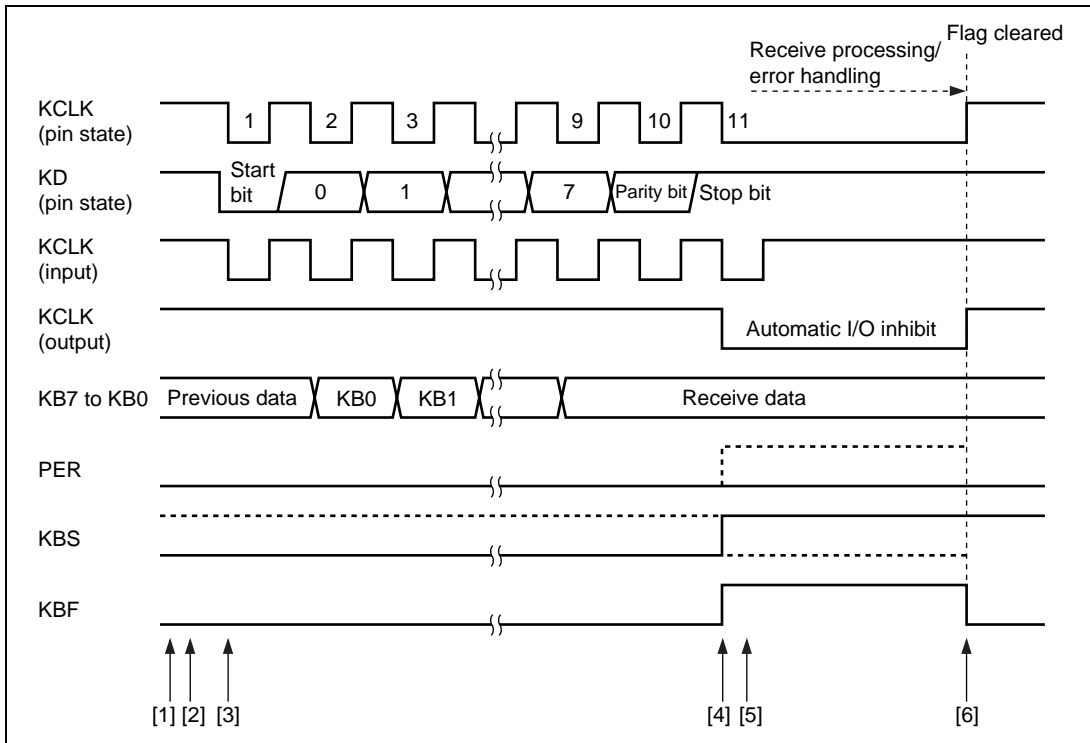 Flag cleared
Receive processing/
error handling
KCLK
(pin state)
1 2 3 9 10 11
KD
(pin state)
Start
bit
0 1 7 Parity bit Stop bit
KCLK
(input)
KCLK
(output)
Automatic I/O inhibit
KB7 to KB0 Previous data KB0 KB1 Receive data
PER
KBS
KBF
[1] [2] [3] [4] [5] [6]